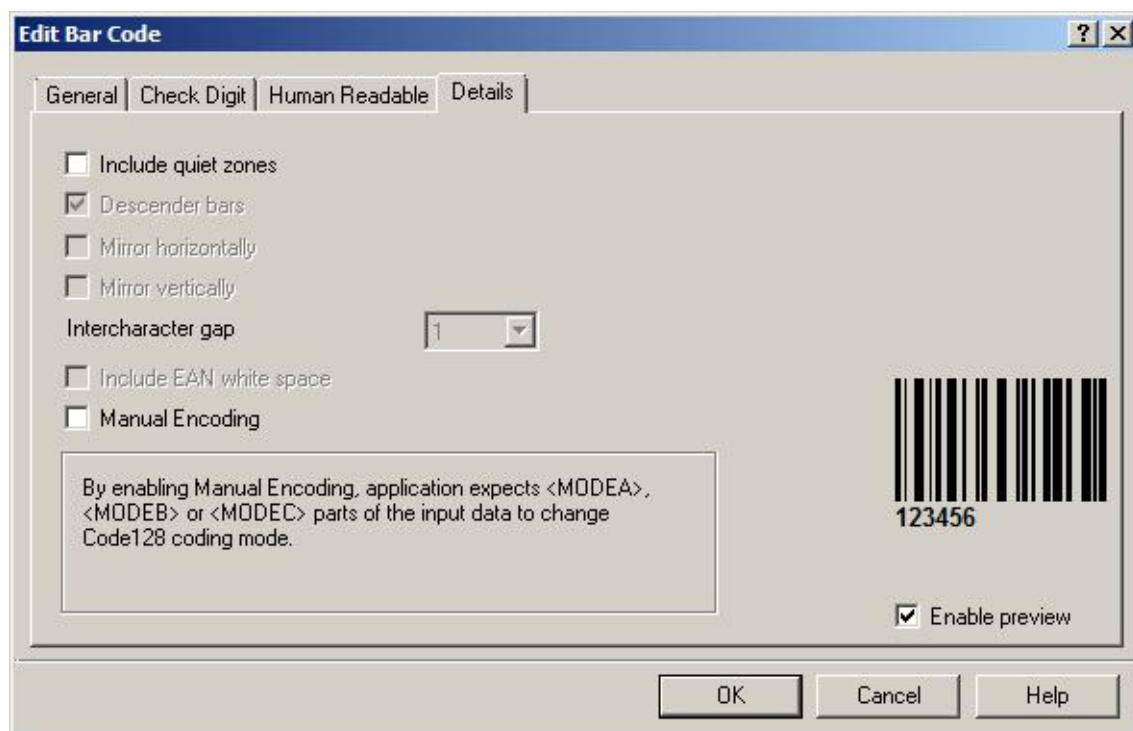 Edit Bar Code
General Check Digit Human Readable Details
Include quiet zones
Descender bars
Mirror horizontally
Mirror vertically
Intercharacter gap 1
Include EAN white space
Manual Encoding
By enabling Manual Encoding, application expects <MODEA>,
<MODEB> or <MODEC> parts of the input data to change
Code128 coding mode.
123456
Enable preview
OK Cancel Help